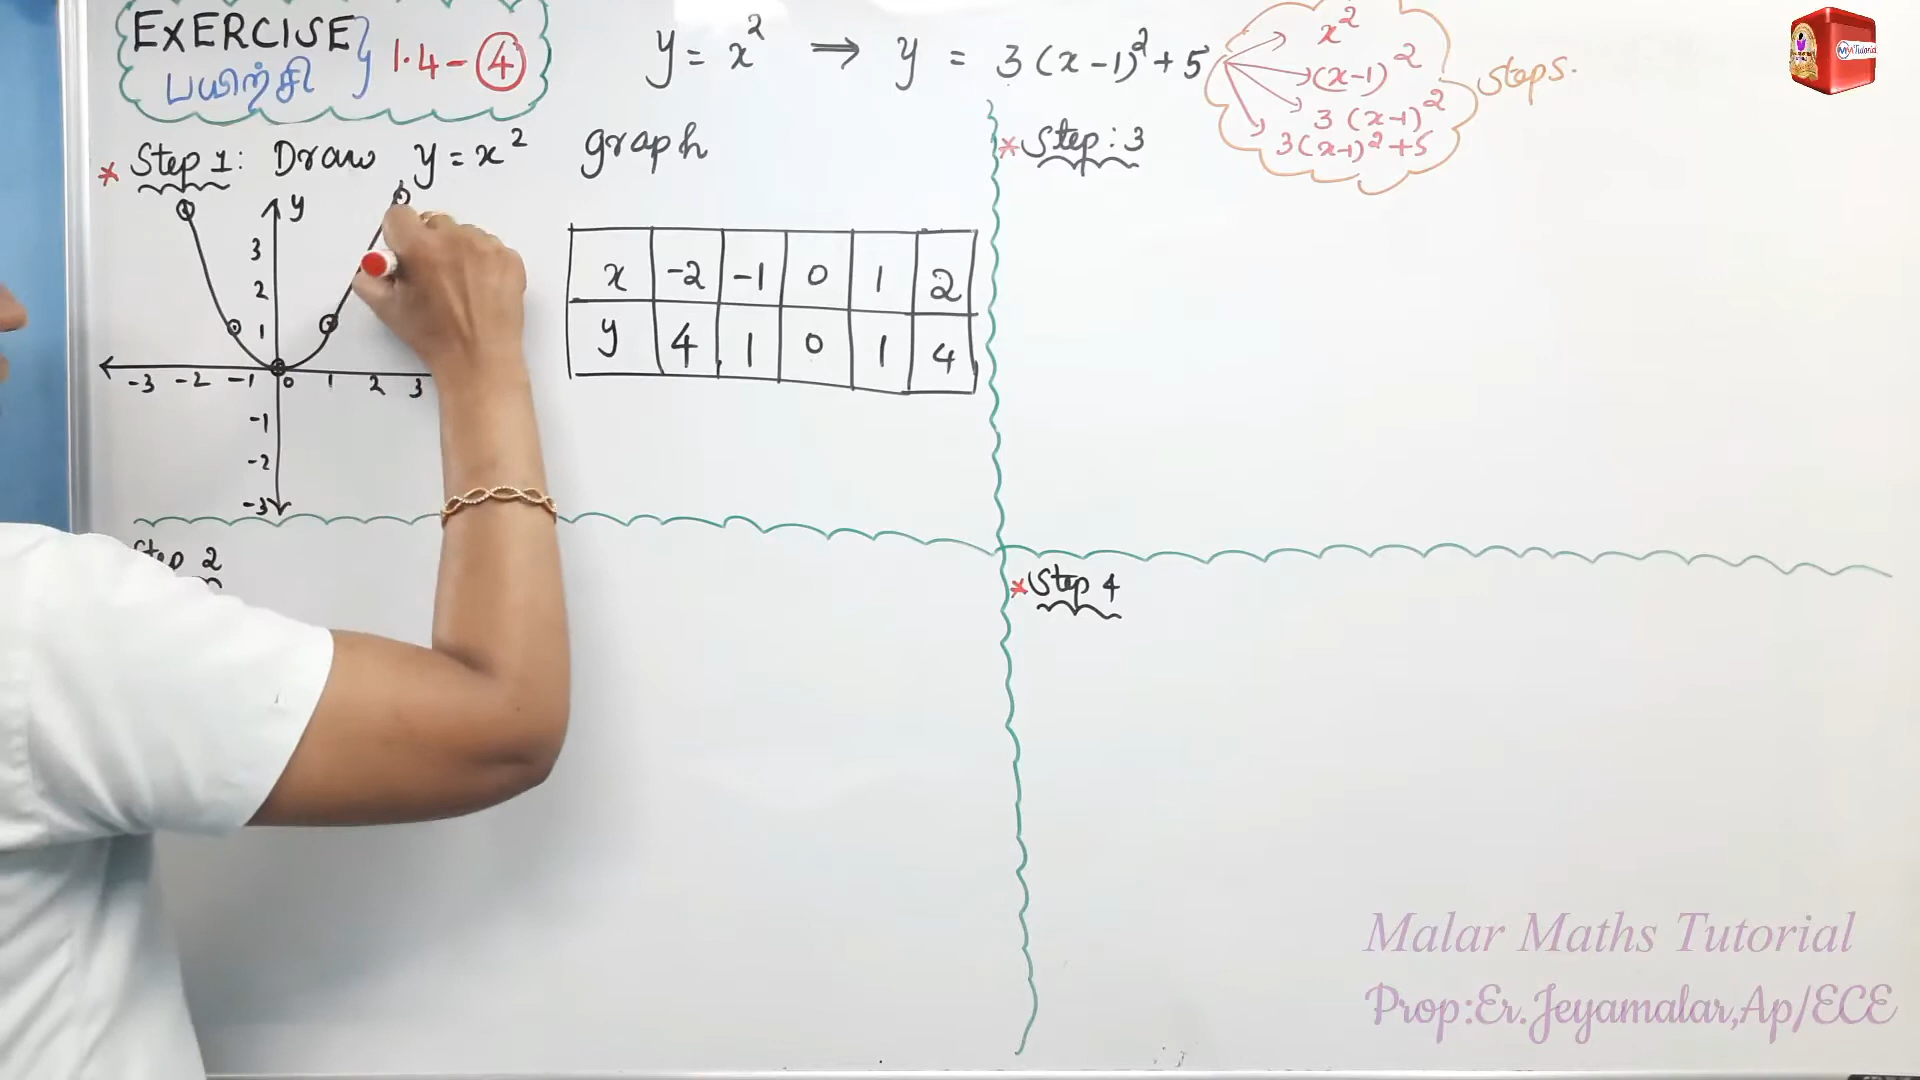 EXERCISE
பயிற்சி
1.4 - 4
y = x² ⇒ y = 3(x-1)²+5
x²
(x-1)²
3(x-1)²
3(x-1)²+5
Steps.
* Step 1: Draw y = x² graph
y
3
2
1
-3 -2 -1 0 1 2 3
-1
-2
-3
x -2 -1 0 1 2
y 4 1 0 1 4
* Step : 3
Step 2
* Step 4
Malar Maths Tutorial
Prop:Er.Jeyamalar,Ap/ECE